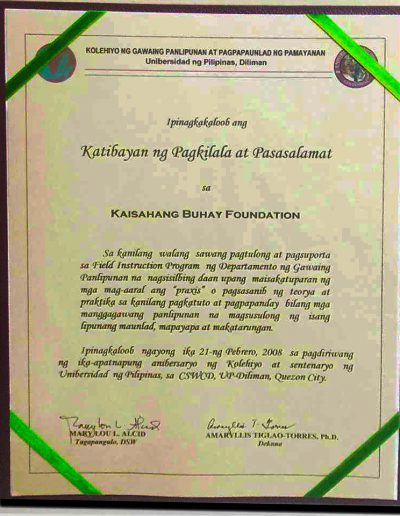 KOLEHIYO NG GAWAING PANLIPUNAN AT PAGPAPAUNLAD NG PAMAYANAN
Unibersidad ng Pilipinas, Diliman
Ipinagkakaloob ang
Katibayan ng Pagkilala at Pasasalamat
sa
KAISAHANG BUHAY FOUNDATION
Sa kanilang walang sawang pagtulong at pagsuporta
sa Field Instruction Program ng Departamento ng Gawaing
Panlipunan na nagsisilbing daan upang maisakatuparan ng
mga mag-aaral ang "praxis" o pagsasanib ng teorya at
praktika sa kanilang pagkatuto at pagpapanday bilang mga
manggagawang panlipunan na magsusulong ng isang
lipunang maunlad, mapayapa at makatarungan.
Ipinagkaloob ngayong ika 21-ng Pebrero, 2008 sa pagdiriwang
ng ika-apatnapung anibersaryo ng Kolehiyo at sentenaryo ng
Unibersidad ng Pilipinas, sa CSWCD, UP-Diliman, Quezon City.
MARY LOU L. ALCID
Tagapangulo, DSW
AMARYLLIS TIGLAO-TORRES, Ph.D.
Dekana